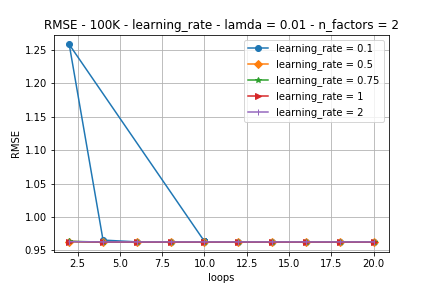 RMSE - 100K - learning_rate - lamda = 0.01 - n_factors = 2
learning_rate = 0.1
learning_rate = 0.5
learning_rate = 0.75
learning_rate = 1
learning_rate = 2
1.25
1.20
1.15
1.10
1.05
1.00
0.95
RMSE
2.5 5.0 7.5 10.0 12.5 15.0 17.5 20.0
loops